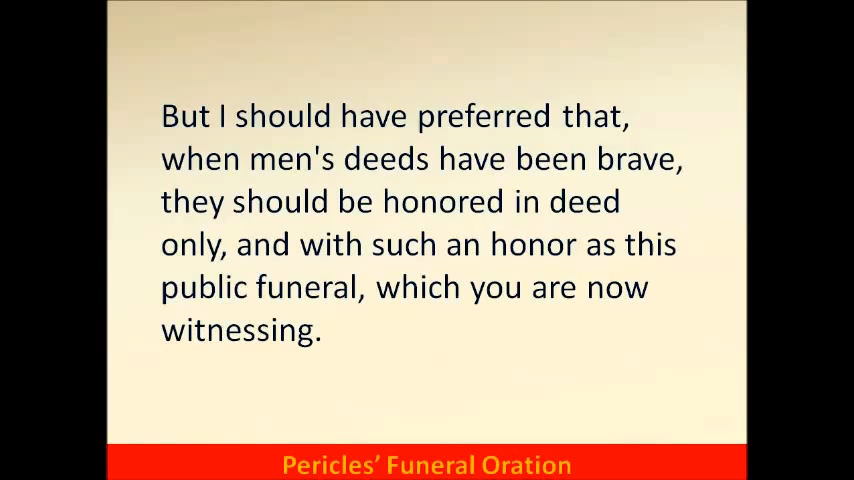 But I should have preferred that,
when men's deeds have been brave,
they should be honored in deed
only, and with such an honor as this
public funeral, which you are now
witnessing.
Pericles’ Funeral Oration